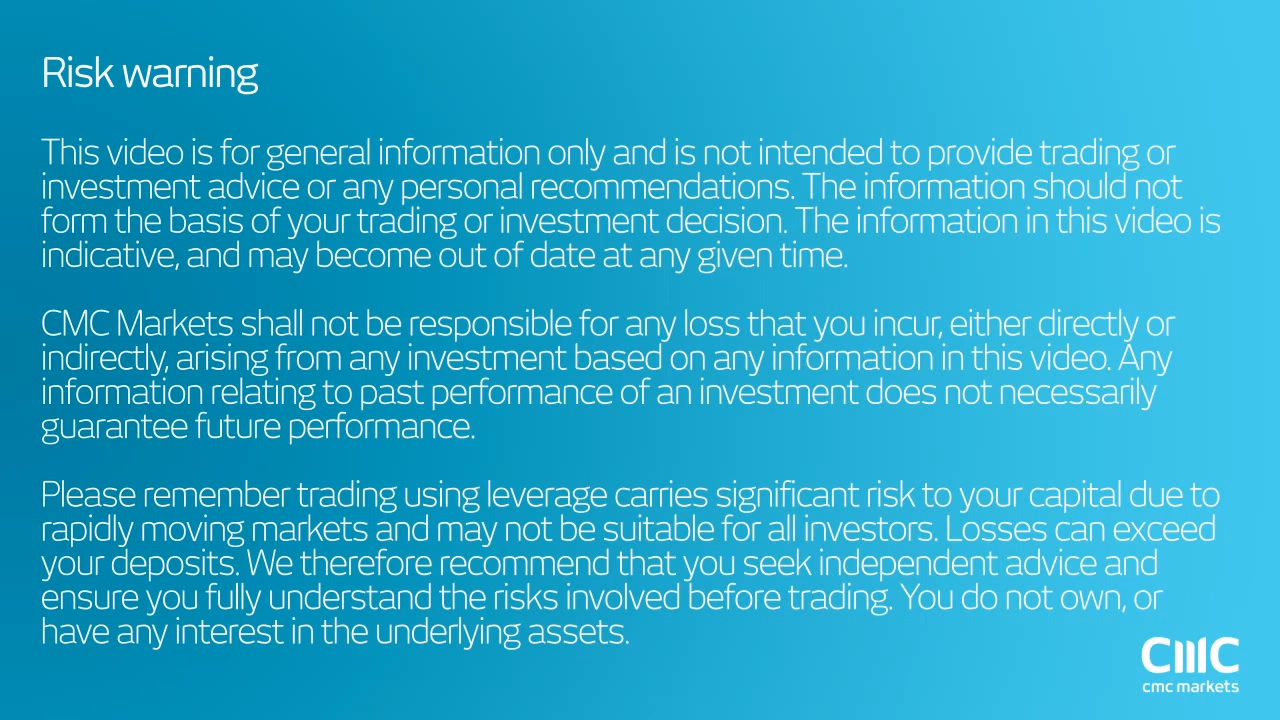 Risk warning
This video is for general information only and is not intended to provide trading or
investment advice or any personal recommendations. The information should not
form the basis of your trading or investment decision. The information in this video is
indicative, and may become out of date at any given time.
CMC Markets shall not be responsible for any loss that you incur, either directly or
indirectly, arising from any investment based on any information in this video. Any
information relating to past performance of an investment does not necessarily
guarantee future performance.
Please remember trading using leverage carries significant risk to your capital due to
rapidly moving markets and may not be suitable for all investors. Losses can exceed
your deposits. We therefore recommend that you seek independent advice and
ensure you fully understand the risks involved before trading. You do not own, or
have any interest in the underlying assets.
CMC
cmc markets